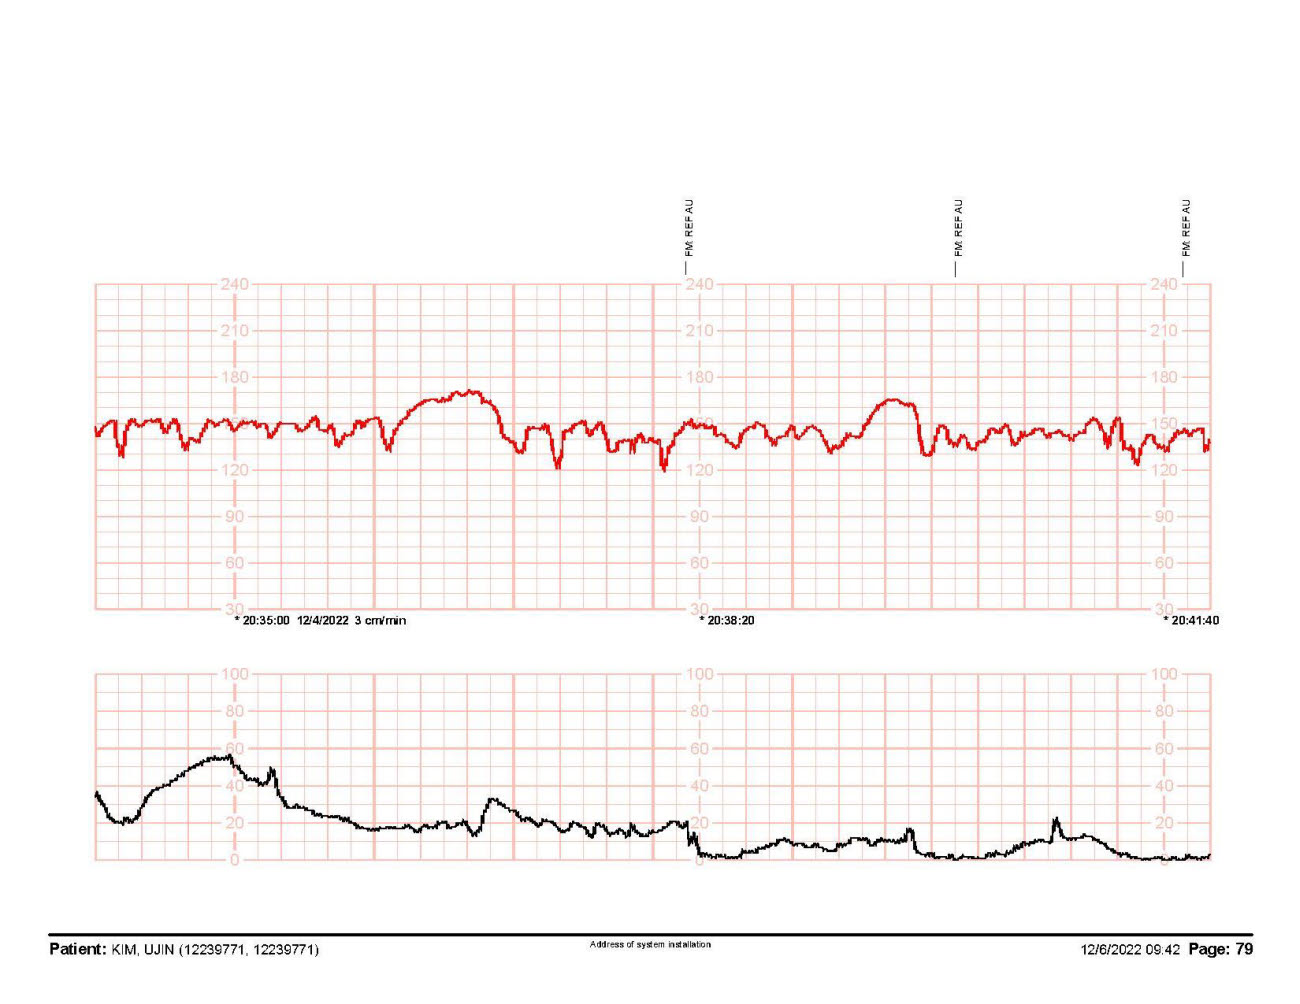 FM: REF AU FM: REF AU FM: REF AU
240 240 240
210 210 210
180 180 180
150 150 150
120 120 120
90 90 90
60 60 60
30 30 30
* 20:35:00 12/4/2022 3 cm/min * 20:38:20 * 20:41:40
100 100 100
80 80 80
60 60 60
40 40 40
20 20 20
0 0 0
Patient: KIM, UJIN (12239771, 12239771) Address of system installation 12/6/2022 09:42 Page: 79